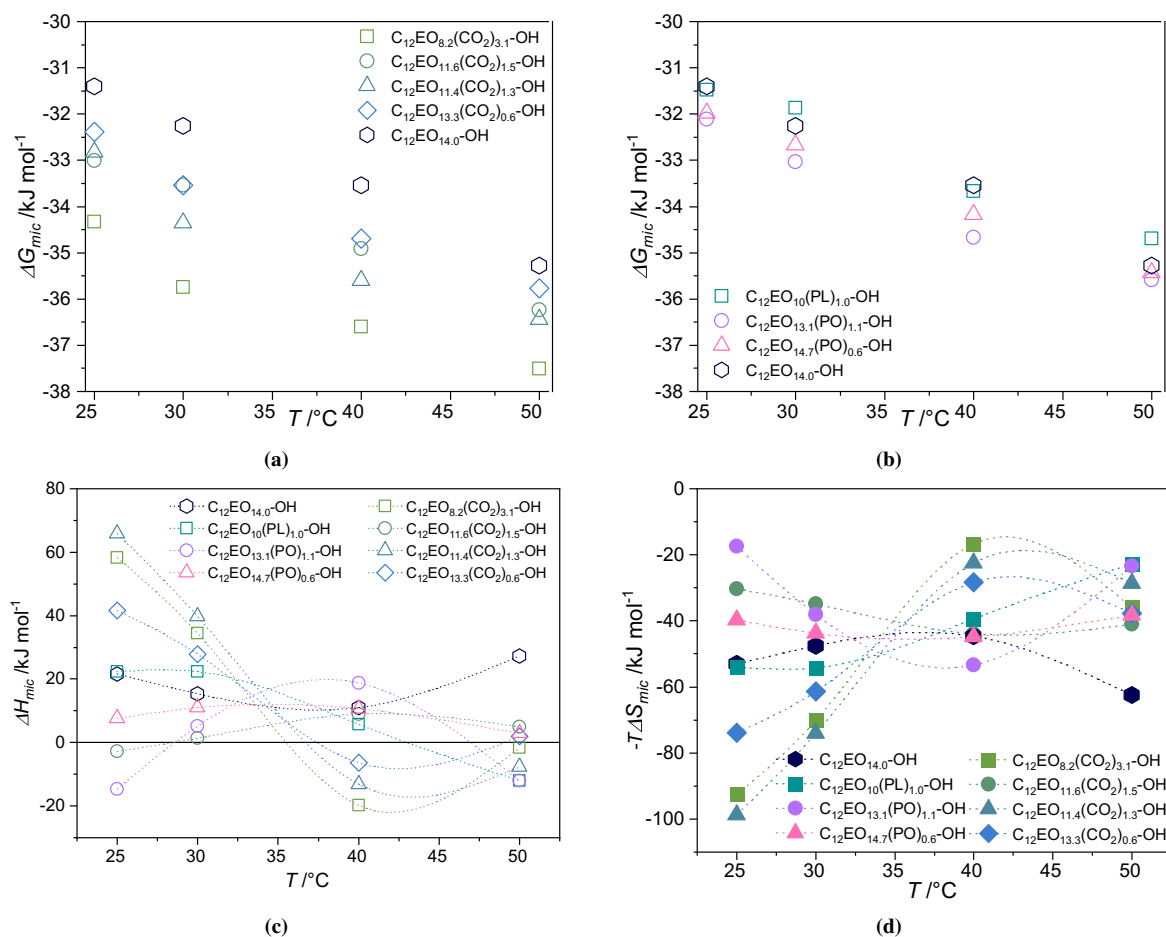 -30
-31
-32
-33
-34
-35
-36
-37
-38
ΔG_mic /kJ mol⁻¹
C₁₂EO₈.₂(CO₂)₃.₁-OH
C₁₂EO₁₁.₆(CO₂)₁.₅-OH
C₁₂EO₁₁.₄(CO₂)₁.₃-OH
C₁₂EO₁₃.₃(CO₂)₀.₆-OH
C₁₂EO₁₄.₀-OH
25 30 35 40 45 50
T /°C
(a)
-30
-31
-32
-33
-34
-35
-36
-37
-38
ΔG_mic /kJ mol⁻¹
C₁₂EO₁₀(PL)₁.₀-OH
C₁₂EO₁₃.₁(PO)₁.₁-OH
C₁₂EO₁₄.₇(PO)₀.₆-OH
C₁₂EO₁₄.₀-OH
25 30 35 40 45 50
T /°C
(b)
80
60
40
20
0
-20
ΔH_mic /kJ mol⁻¹
C₁₂EO₁₄.₀-OH C₁₂EO₈.₂(CO₂)₃.₁-OH
C₁₂EO₁₀(PL)₁.₀-OH C₁₂EO₁₁.₆(CO₂)₁.₅-OH
C₁₂EO₁₃.₁(PO)₁.₁-OH C₁₂EO₁₁.₄(CO₂)₁.₃-OH
C₁₂EO₁₄.₇(PO)₀.₆-OH C₁₂EO₁₃.₃(CO₂)₀.₆-OH
25 30 35 40 45 50
T /°C
(c)
0
-20
-40
-60
-80
-100
-TΔS_mic /kJ mol⁻¹
C₁₂EO₁₄.₀-OH C₁₂EO₈.₂(CO₂)₃.₁-OH
C₁₂EO₁₀(PL)₁.₀-OH C₁₂EO₁₁.₆(CO₂)₁.₅-OH
C₁₂EO₁₃.₁(PO)₁.₁-OH C₁₂EO₁₁.₄(CO₂)₁.₃-OH
C₁₂EO₁₄.₇(PO)₀.₆-OH C₁₂EO₁₃.₃(CO₂)₀.₆-OH
25 30 35 40 45 50
T /°C
(d)